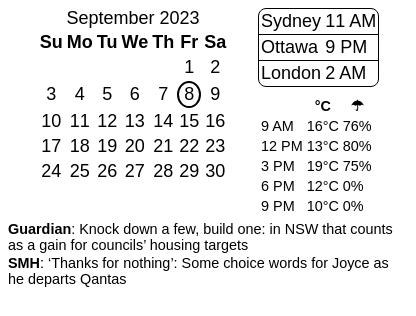 September 2023
Su Mo Tu We Th Fr Sa
1 2
3 4 5 6 7 8 9
10 11 12 13 14 15 16
17 18 19 20 21 22 23
24 25 26 27 28 29 30
Sydney 11 AM
Ottawa 9 PM
London 2 AM
°C ☂
9 AM 16°C 76%
12 PM 13°C 80%
3 PM 19°C 75%
6 PM 12°C 0%
9 PM 10°C 0%
Guardian: Knock down a few, build one: in NSW that counts
as a gain for councils’ housing targets
SMH: ‘Thanks for nothing’: Some choice words for Joyce as
he departs Qantas